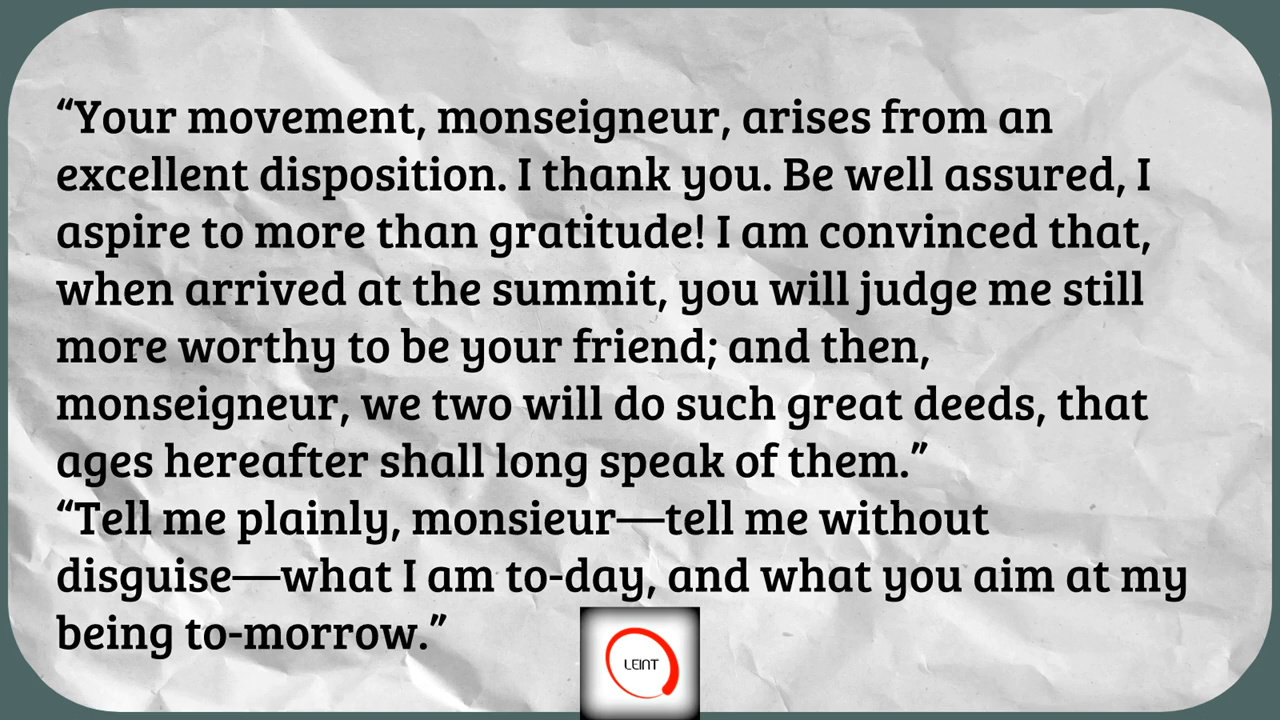 “Your movement, monseigneur, arises from an
excellent disposition. I thank you. Be well assured, I
aspire to more than gratitude! I am convinced that,
when arrived at the summit, you will judge me still
more worthy to be your friend; and then,
monseigneur, we two will do such great deeds, that
ages hereafter shall long speak of them.”
“Tell me plainly, monsieur—tell me without
disguise—what I am to-day, and what you aim at my
being to-morrow.”
LEINT